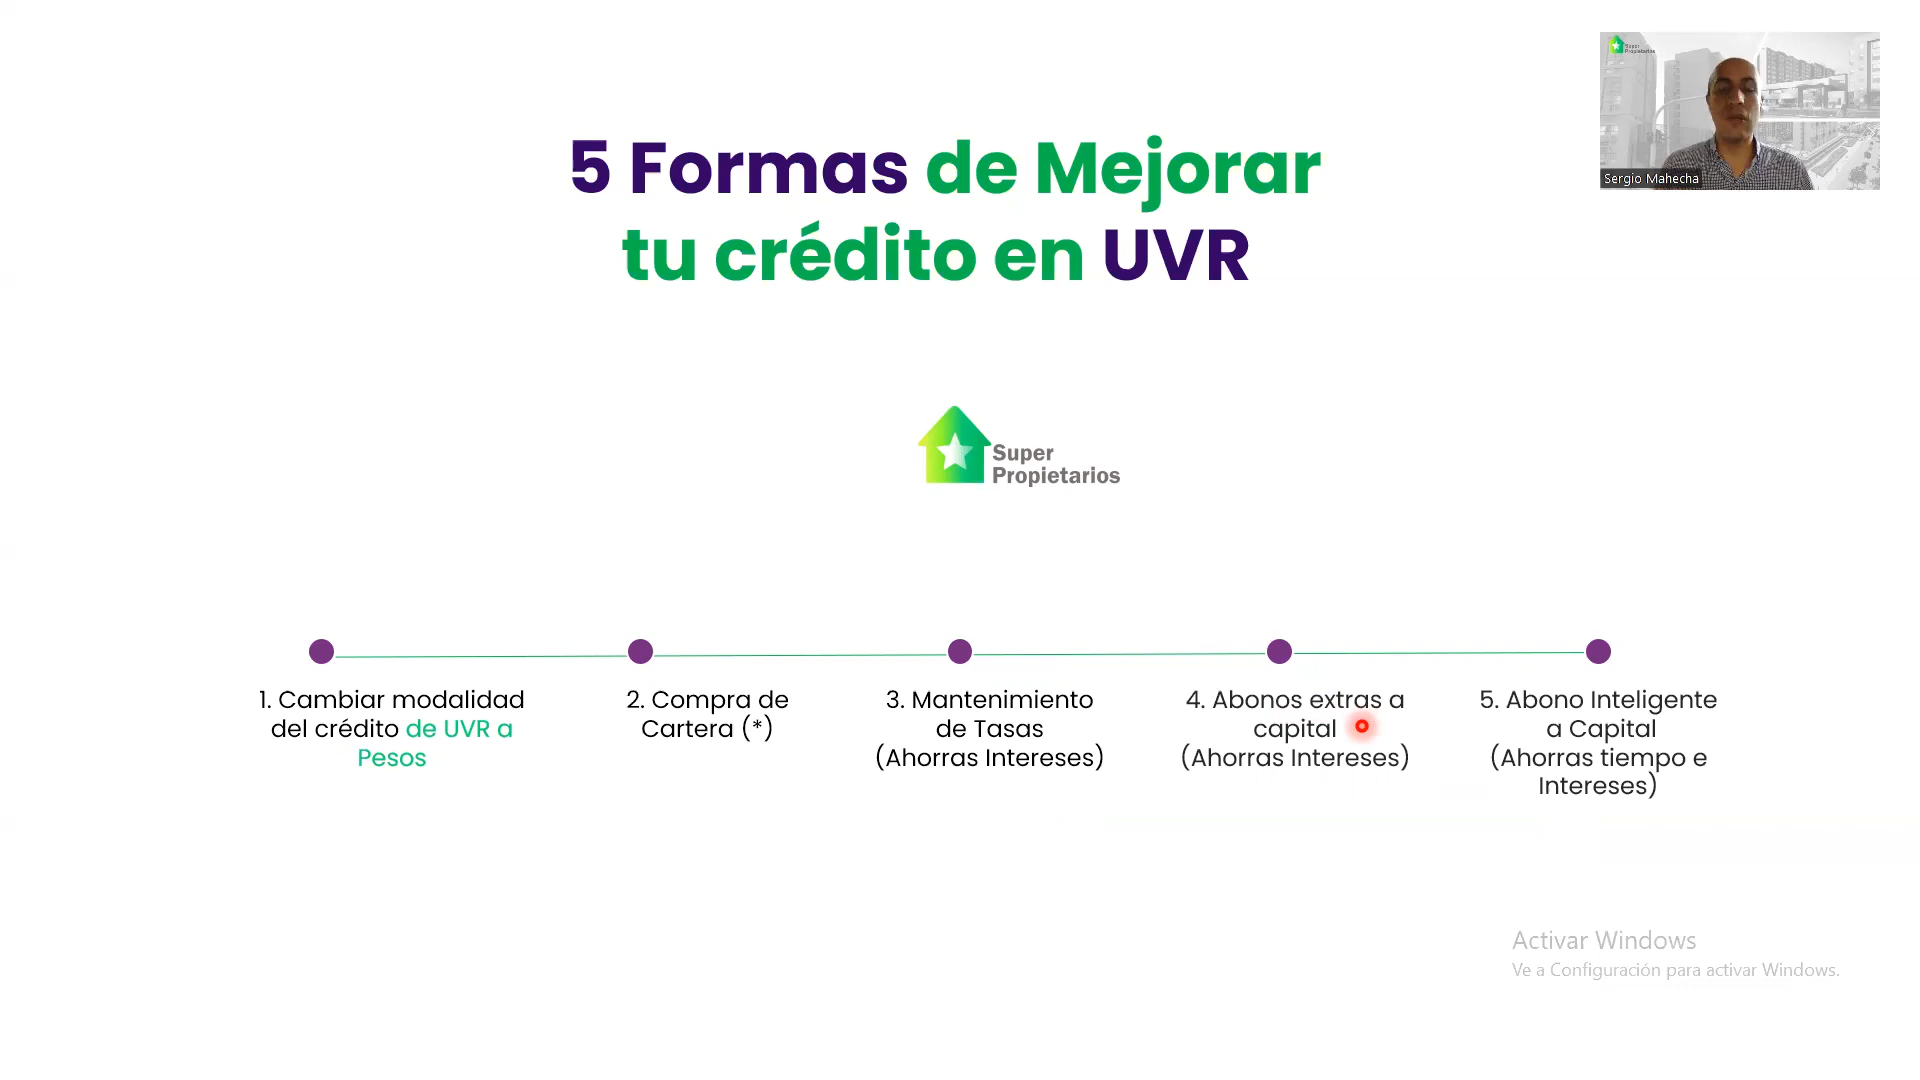 Super
Propietarios
Sergio Mahecha
5 Formas de Mejorar
tu crédito en UVR
Super
Propietarios
1. Cambiar modalidad
del crédito de UVR a
Pesos
2. Compra de
Cartera (*)
3. Mantenimiento
de Tasas
(Ahorras Intereses)
4. Abonos extras a
capital
(Ahorras Intereses)
5. Abono Inteligente
a Capital
(Ahorras tiempo e
Intereses)
Activar Windows
Ve a Configuración para activar Windows.